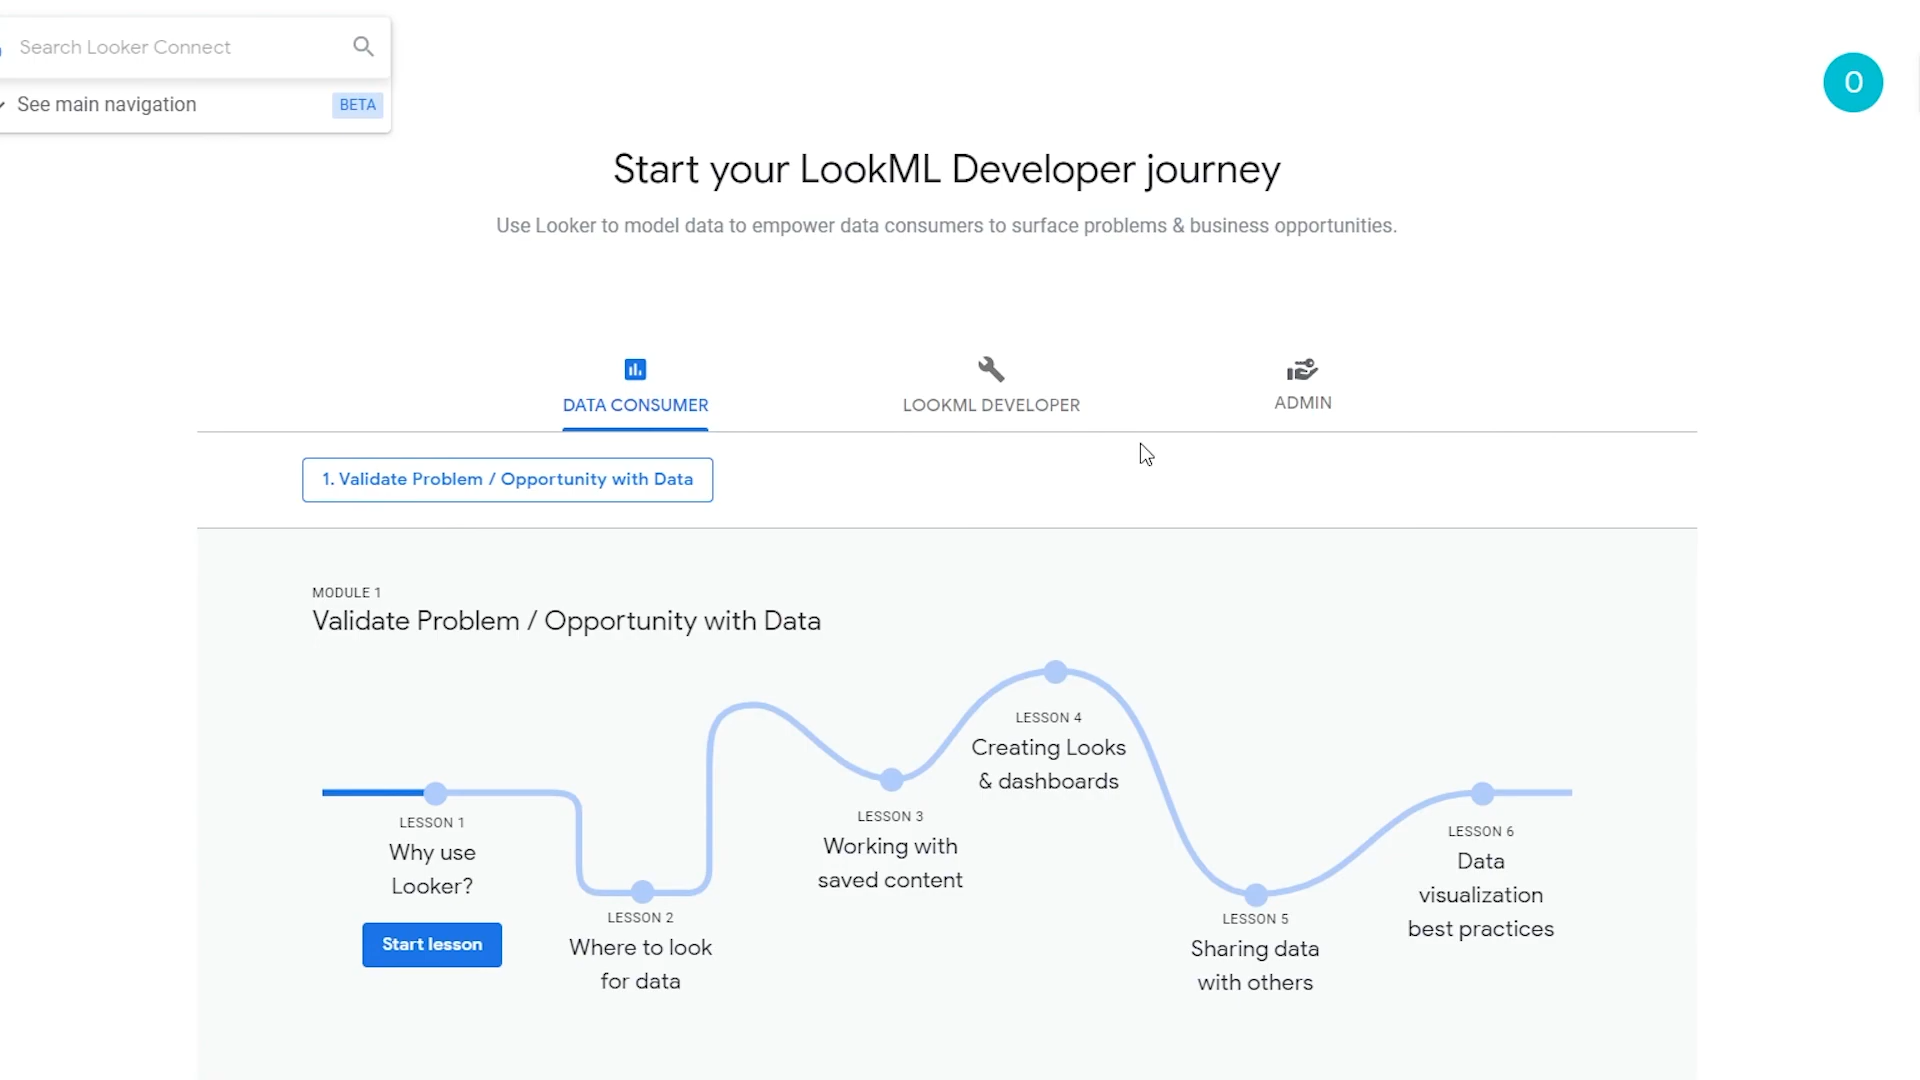 Search Looker Connect
See main navigation
BETA
O
Start your LookML Developer journey
Use Looker to model data to empower data consumers to surface problems & business opportunities.
DATA CONSUMER
LOOKML DEVELOPER
ADMIN
1. Validate Problem / Opportunity with Data
MODULE 1
Validate Problem / Opportunity with Data
LESSON 1
Why use
Looker?
Start lesson
LESSON 2
Where to look
for data
LESSON 3
Working with
saved content
LESSON 4
Creating Looks
& dashboards
LESSON 5
Sharing data
with others
LESSON 6
Data
visualization
best practices